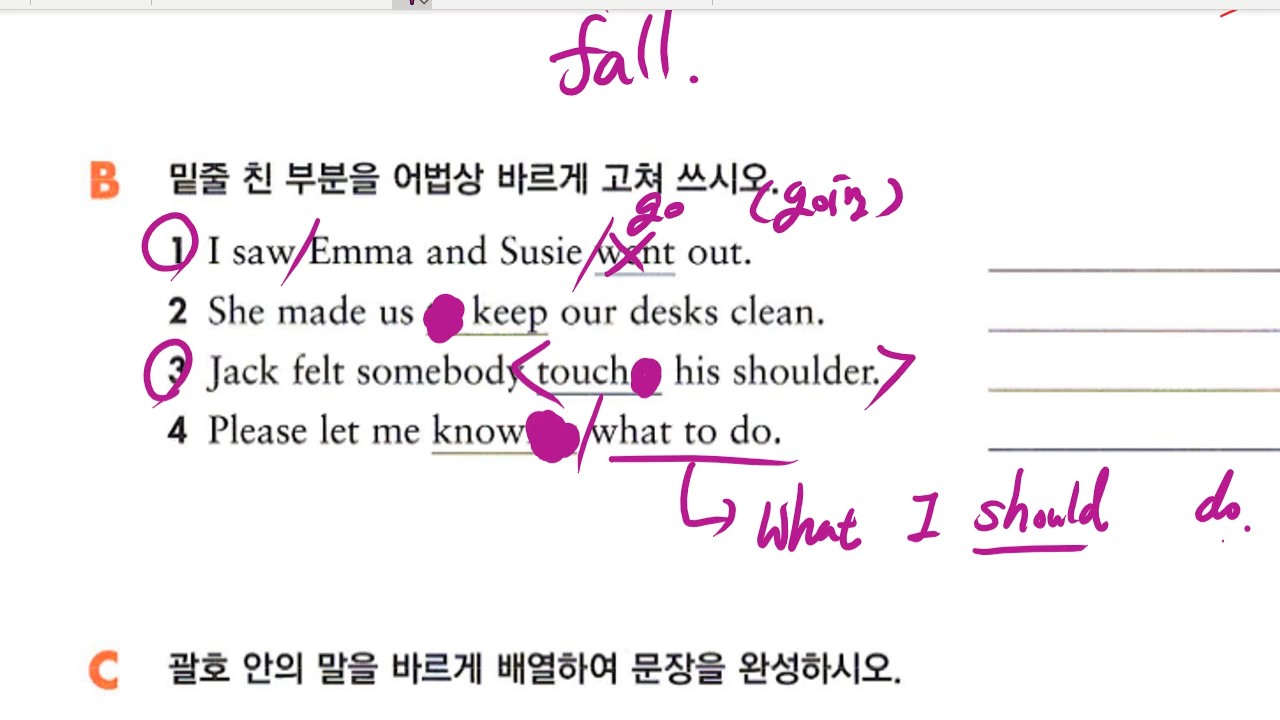 fall.
B 밑줄 친 부분을 어법상 바르게 고쳐 쓰시오.
go (going)
1 I saw Emma and Susie went out.
2 She made us keep our desks clean.
3 Jack felt somebody touch his shoulder.
4 Please let me know what to do.
What I should do.
C 괄호 안의 말을 바르게 배열하여 문장을 완성하시오.